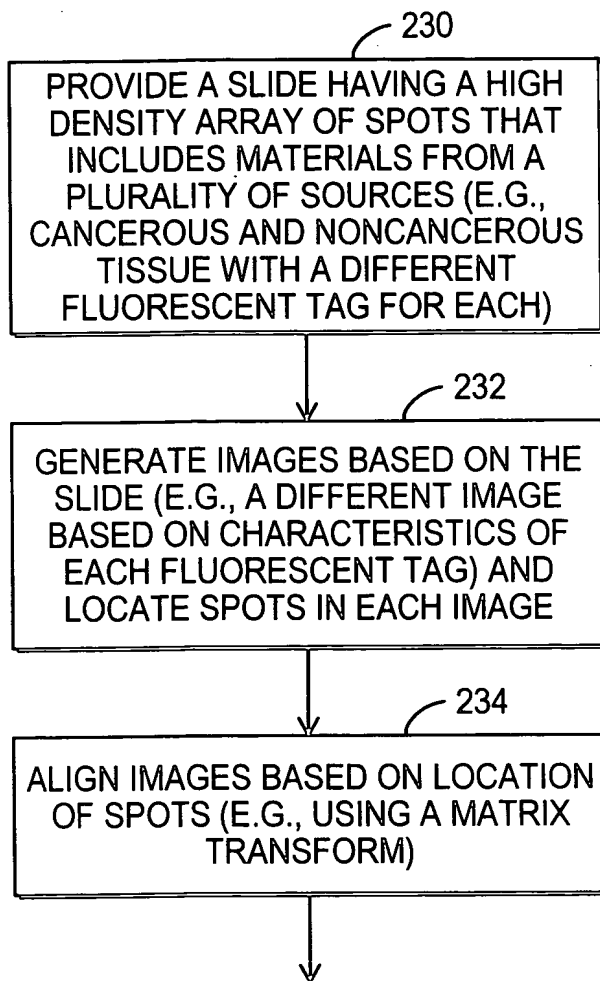 230
PROVIDE A SLIDE HAVING A HIGH
DENSITY ARRAY OF SPOTS THAT
INCLUDES MATERIALS FROM A
PLURALITY OF SOURCES (E.G.,
CANCEROUS AND NONCANCEROUS
TISSUE WITH A DIFFERENT
FLUORESCENT TAG FOR EACH)
232
GENERATE IMAGES BASED ON THE
SLIDE (E.G., A DIFFERENT IMAGE
BASED ON CHARACTERISTICS OF
EACH FLUORESCENT TAG) AND
LOCATE SPOTS IN EACH IMAGE
234
ALIGN IMAGES BASED ON LOCATION
OF SPOTS (E.G., USING A MATRIX
TRANSFORM)